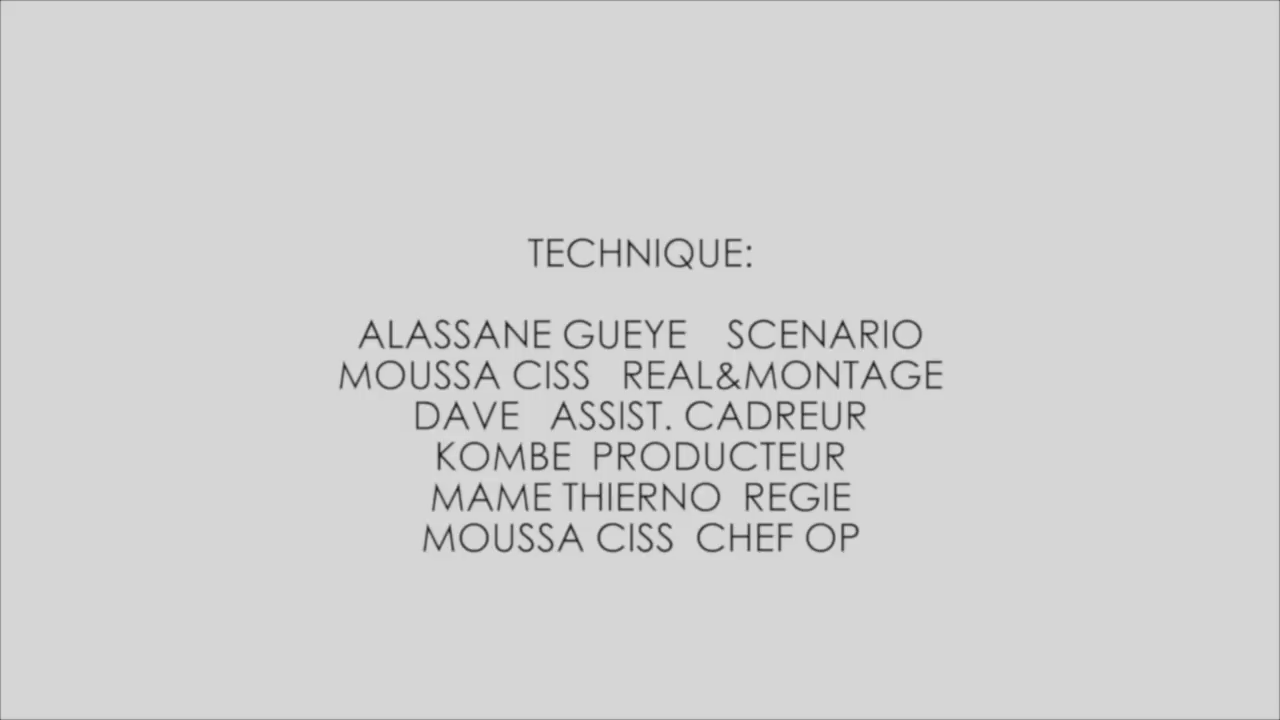 TECHNIQUE:
ALASSANE GUEYE SCENARIO
MOUSSA CISS REAL&MONTAGE
DAVE ASSIST. CADREUR
KOMBE PRODUCTEUR
MAME THIERNO REGIE
MOUSSA CISS CHEF OP